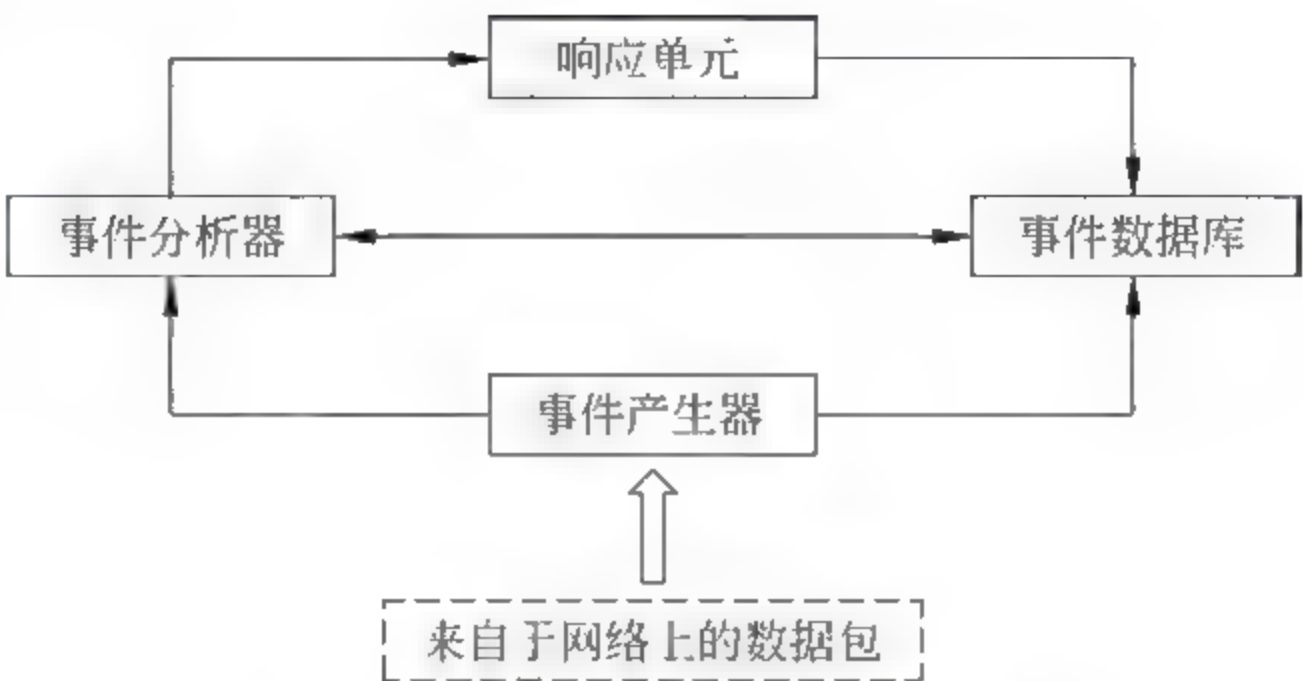 响应单元
事件分析器
事件数据库
事件产生器
来自于网络上的数据包